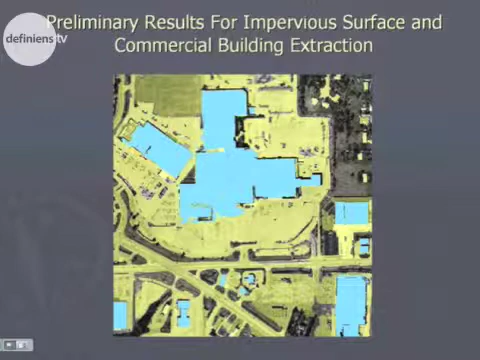 Preliminary Results For Impervious Surface and
Commercial Building Extraction
definiens tv